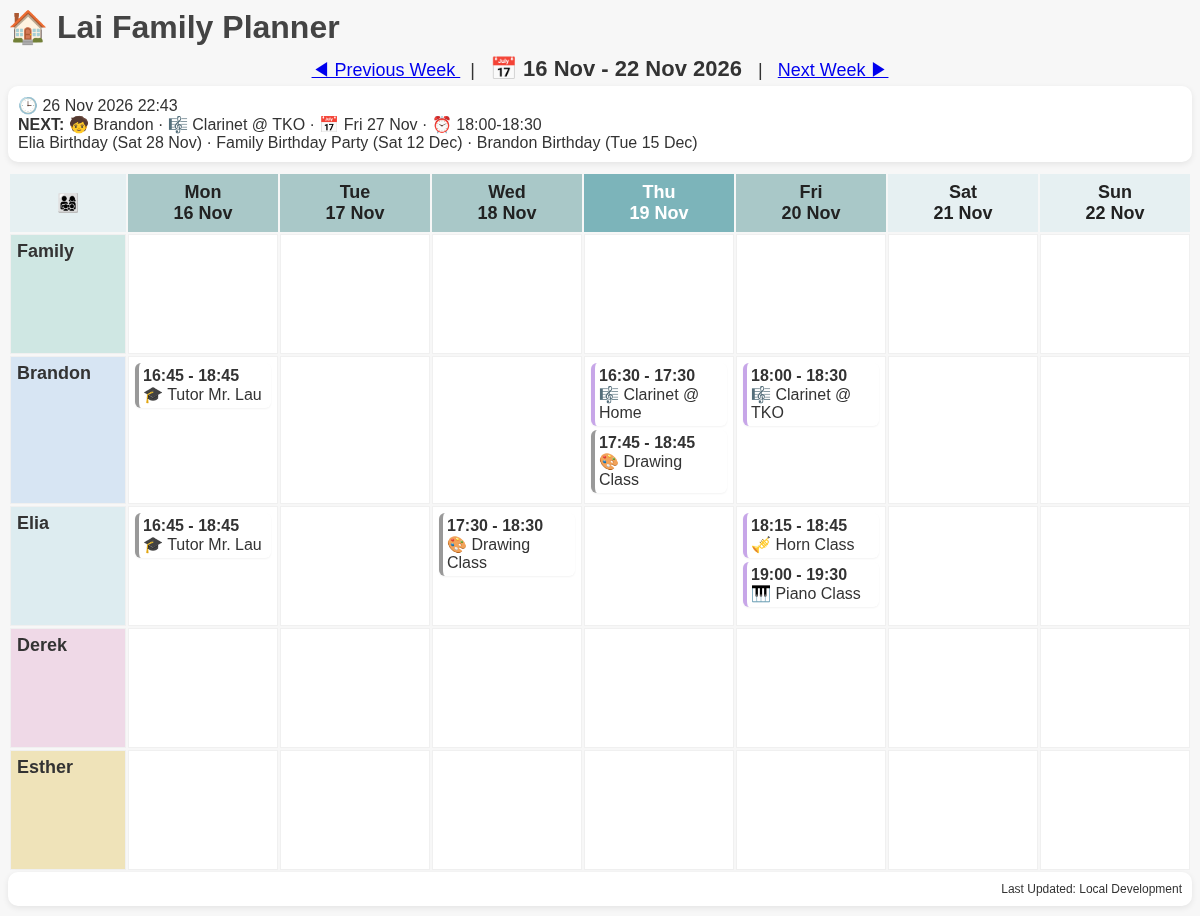 🏠 Lai Family Planner
◀ Previous Week | 📅 16 Nov - 22 Nov 2026 | Next Week ▶
🕒 26 Nov 2026 22:43
NEXT: 🧒 Brandon · 🎼 Clarinet @ TKO · 📅 Fri 27 Nov · ⏰ 18:00-18:30
Elia Birthday (Sat 28 Nov) · Family Birthday Party (Sat 12 Dec) · Brandon Birthday (Tue 15 Dec)
Mon
16 Nov
Tue
17 Nov
Wed
18 Nov
Thu
19 Nov
Fri
20 Nov
Sat
21 Nov
Sun
22 Nov
Family
Brandon
16:45 - 18:45
🎓 Tutor Mr. Lau
16:30 - 17:30
🎼 Clarinet @
Home
17:45 - 18:45
🎨 Drawing
Class
18:00 - 18:30
🎼 Clarinet @
TKO
Elia
16:45 - 18:45
🎓 Tutor Mr. Lau
17:30 - 18:30
🎨 Drawing
Class
18:15 - 18:45
🎺 Horn Class
19:00 - 19:30
🎹 Piano Class
Derek
Esther
Last Updated: Local Development